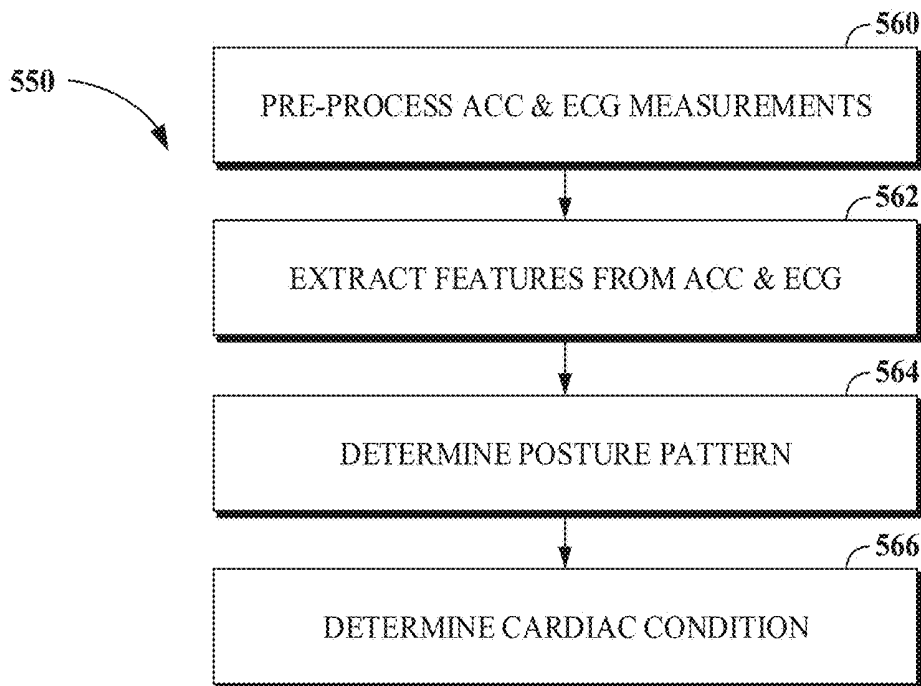 560
550
PRE-PROCESS ACC & ECG MEASUREMENTS
562
EXTRACT FEATURES FROM ACC & ECG
564
DETERMINE POSTURE PATTERN
566
DETERMINE CARDIAC CONDITION